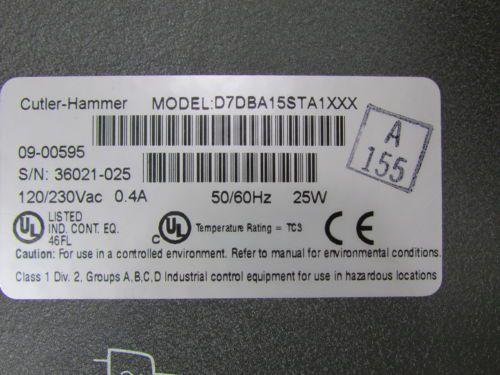 Cutler-Hammer MODEL:D7DBA15STA1XXX
A
155
09-00595
S/N: 36021-025
120/230Vac 0.4A 50/60Hz 25W
UL LISTED
IND. CONT. EQ.
46FL
C UL Temperature Rating = TC3 CE
Caution: For use in a controlled environment. Refer to manual for environmental conditions.
Class 1 Div. 2, Groups A,B,C,D Industrial control equipment for use in hazardous locations